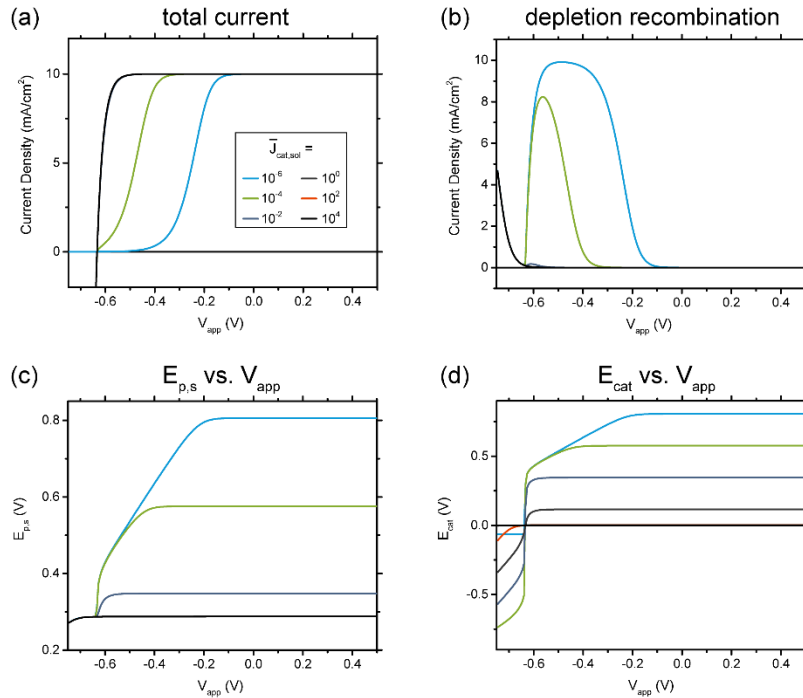 (a) total current
Current Density (mA/cm²)
10
5
0
J̅cat,sol =
10⁻⁶ 10⁰
10⁻⁴ 10²
10⁻² 10⁴
-0.6 -0.4 -0.2 0.0 0.2 0.4
Vapp (V)
(b) depletion recombination
Current Density (mA/cm²)
10
8
6
4
2
0
-0.6 -0.4 -0.2 0.0 0.2 0.4
Vapp (V)
(c) Ep,s vs. Vapp
Ep,s (V)
0.8
0.6
0.4
0.2
-0.6 -0.4 -0.2 0.0 0.2 0.4
Vapp (V)
(d) Ecat vs. Vapp
Ecat (V)
0.5
0.0
-0.5
-0.6 -0.4 -0.2 0.0 0.2 0.4
Vapp (V)